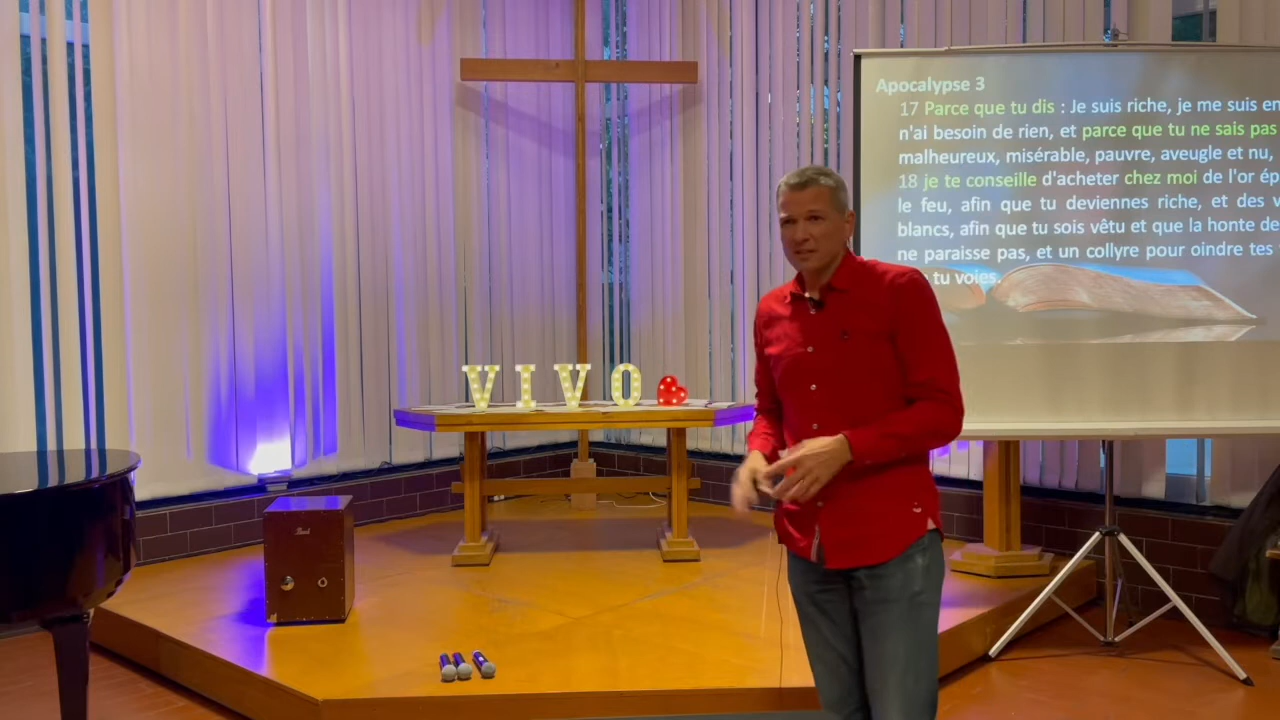 Apocalypse 3
17 Parce que tu dis : Je suis riche, je me suis en
n'ai besoin de rien, et parce que tu ne sais pas
malheureux, misérable, pauvre, aveugle et nu,
18 je te conseille d'acheter chez moi de l'or ép
le feu, afin que tu deviennes riche, et des v
blancs, afin que tu sois vêtu et que la honte de
ne paraisse pas, et un collyre pour oindre tes
tu voies.
VIVO